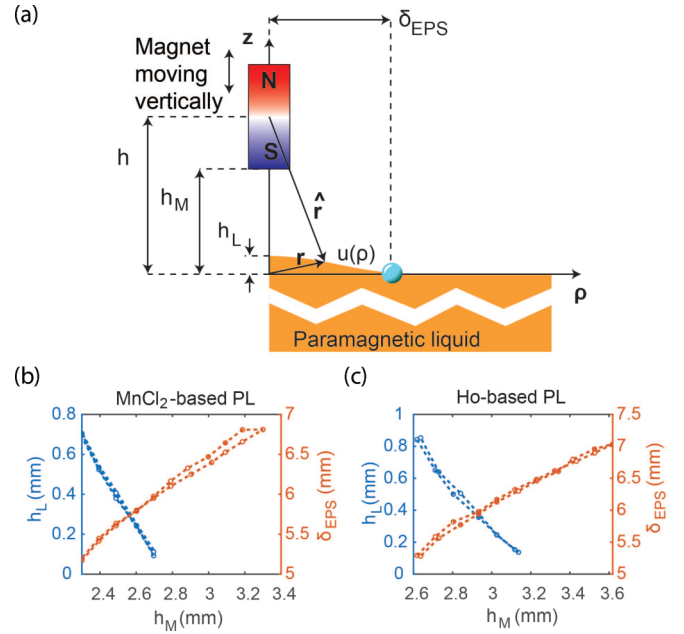 (a)
δEPS
z
Magnet
moving
vertically
N
h
S
hM
r̂
hL
u(ρ)
r
ρ
Paramagnetic liquid
(b)
MnCl2-based PL
(c)
Ho-based PL
0.8
0.6
0.4
0.2
0
hL (mm)
7
6.5
6
5.5
5
δEPS (mm)
2.4 2.6 2.8 3 3.2 3.4
hM (mm)
1
0.8
0.6
0.4
0.2
0
hL (mm)
7.5
7
6.5
6
5.5
5
δEPS (mm)
2.6 2.8 3 3.2 3.4 3.6
hM (mm)